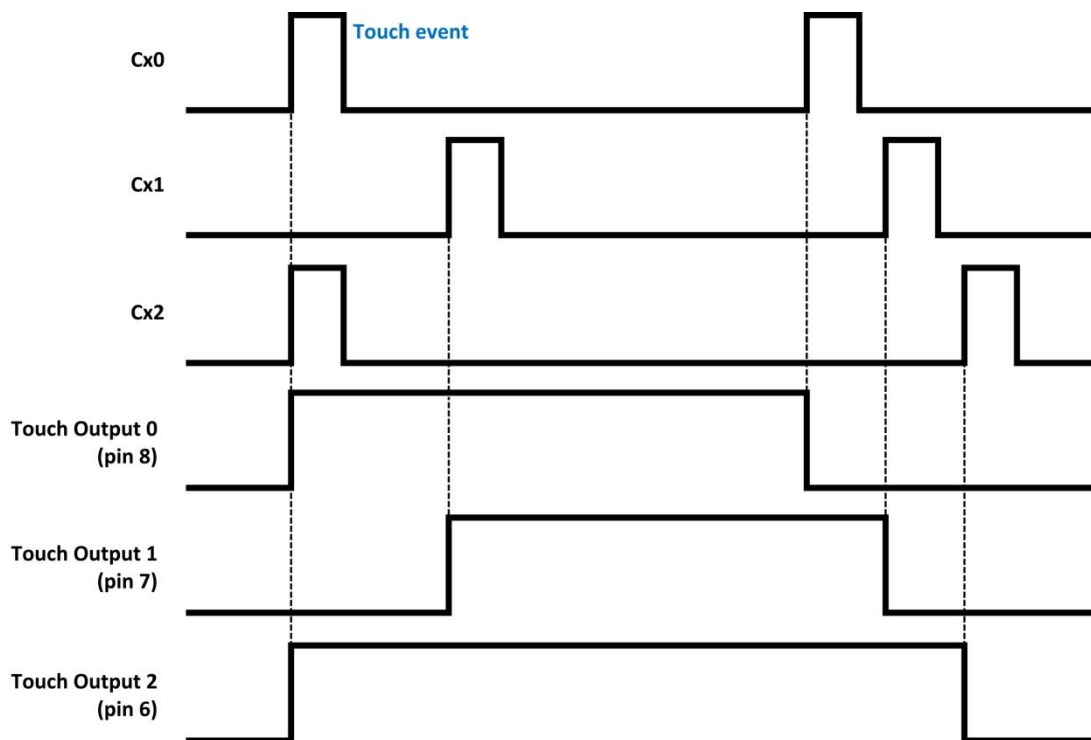 Touch event
Cx0
Cx1
Cx2
Touch Output 0
(pin 8)
Touch Output 1
(pin 7)
Touch Output 2
(pin 6)